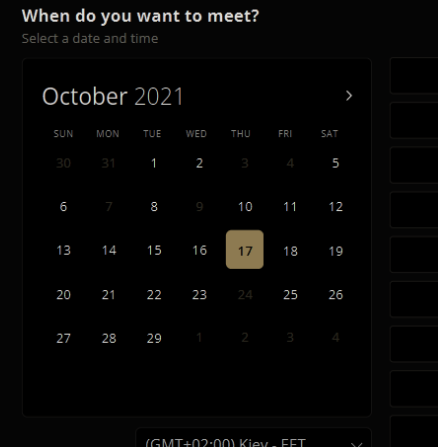 When do you want to meet?
Select a date and time
October 2021 >
SUN MON TUE WED THU FRI SAT
30 31 1 2 3 4 5
6 7 8 9 10 11 12
13 14 15 16 17 18 19
20 21 22 23 24 25 26
27 28 29 1 2 3 4
(GMT+02:00) Kiev - EET